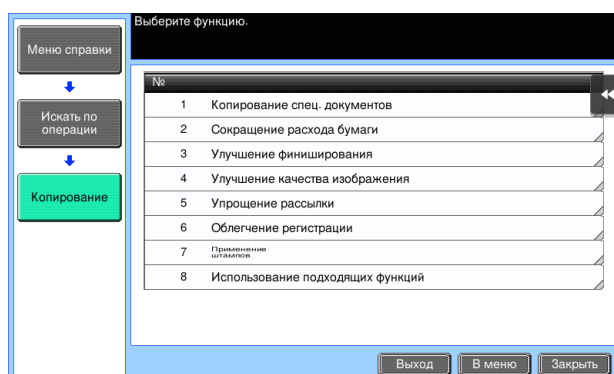 Выберите функцию.
Меню справки
Искать по
операции
Копирование
№
1 Копирование спец. документов
2 Сокращение расхода бумаги
3 Улучшение финиширования
4 Улучшение качества изображения
5 Упрощение рассылки
6 Облегчение регистрации
7 Применение
штампов
8 Использование подходящих функций
Выход В меню Закрыть